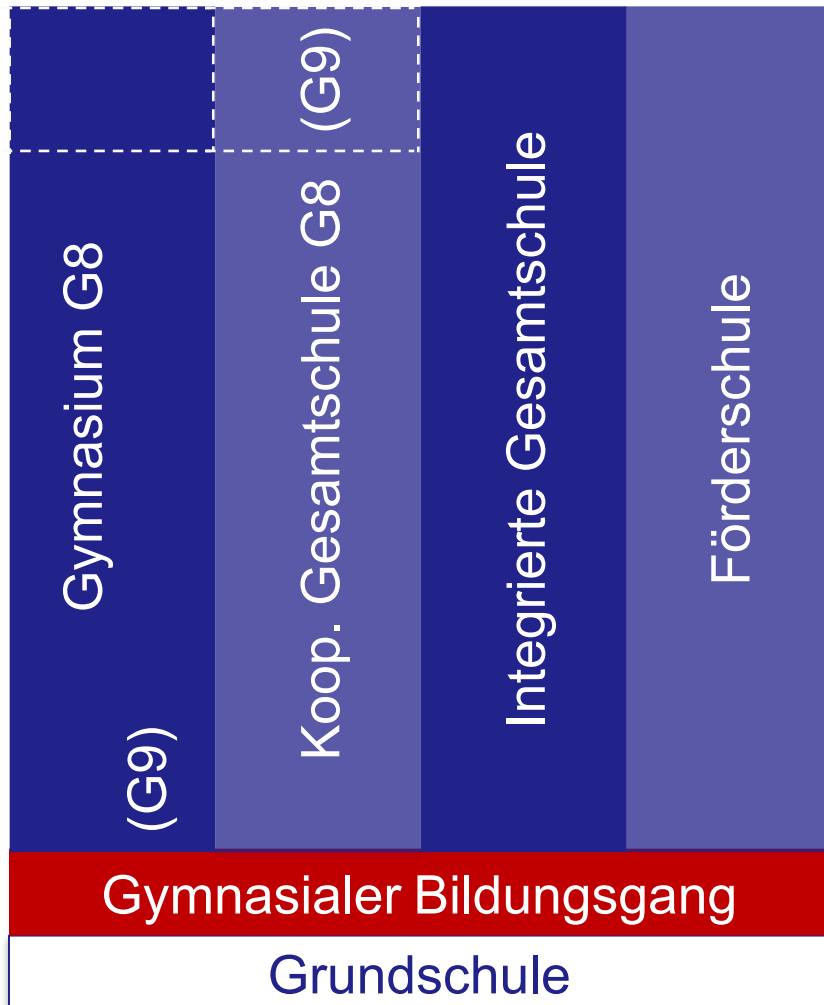 Gymnasium G8
(G9)
Koop. Gesamtschule G8
(G9)
Integrierte Gesamtschule
Förderschule
Gymnasialer Bildungsgang
Grundschule